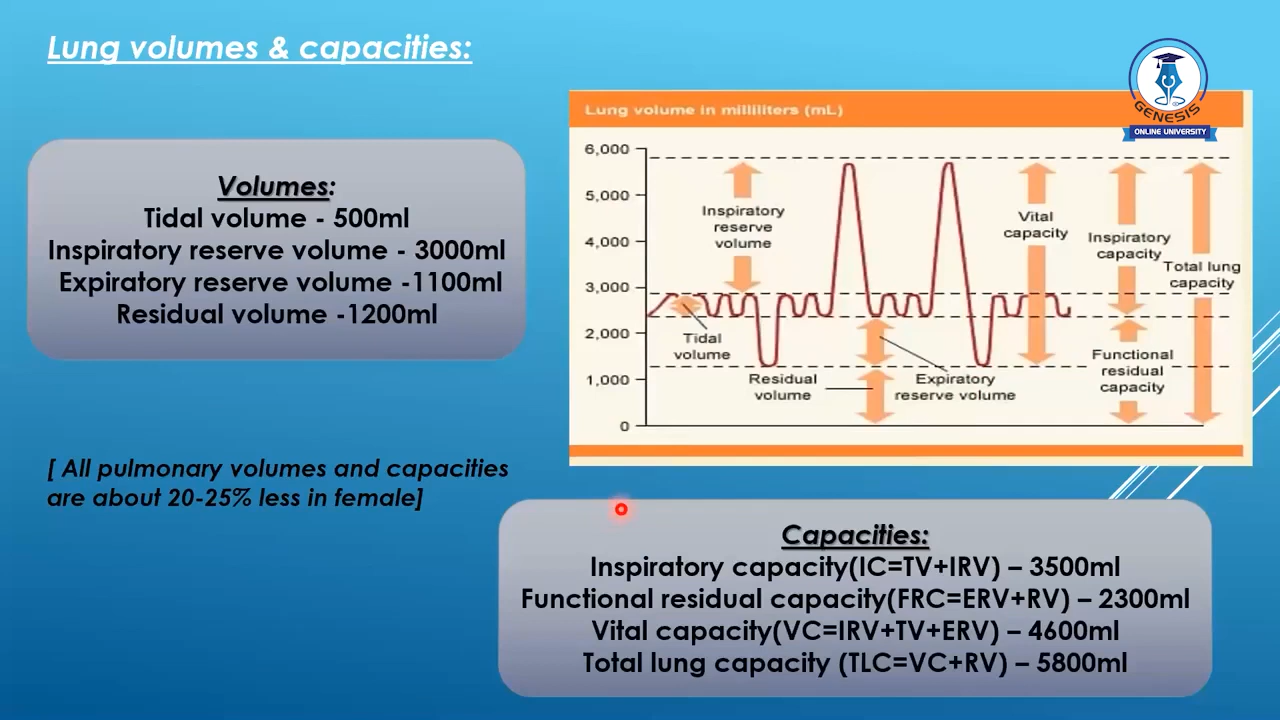 Lung volumes & capacities:
GENESIS
ONLINE UNIVERSITY
Volumes:
Tidal volume - 500ml
Inspiratory reserve volume - 3000ml
Expiratory reserve volume -1100ml
Residual volume -1200ml
Lung volume in milliliters (mL)
6,000
5,000
4,000
3,000
2,000
1,000
0
Inspiratory
reserve
volume
Tidal
volume
Residual
volume
Expiratory
reserve volume
Vital
capacity
Inspiratory
capacity
Total lung
capacity
Functional
residual
capacity
[ All pulmonary volumes and capacities
are about 20-25% less in female]
Capacities:
Inspiratory capacity(IC=TV+IRV) – 3500ml
Functional residual capacity(FRC=ERV+RV) – 2300ml
Vital capacity(VC=IRV+TV+ERV) – 4600ml
Total lung capacity (TLC=VC+RV) – 5800ml